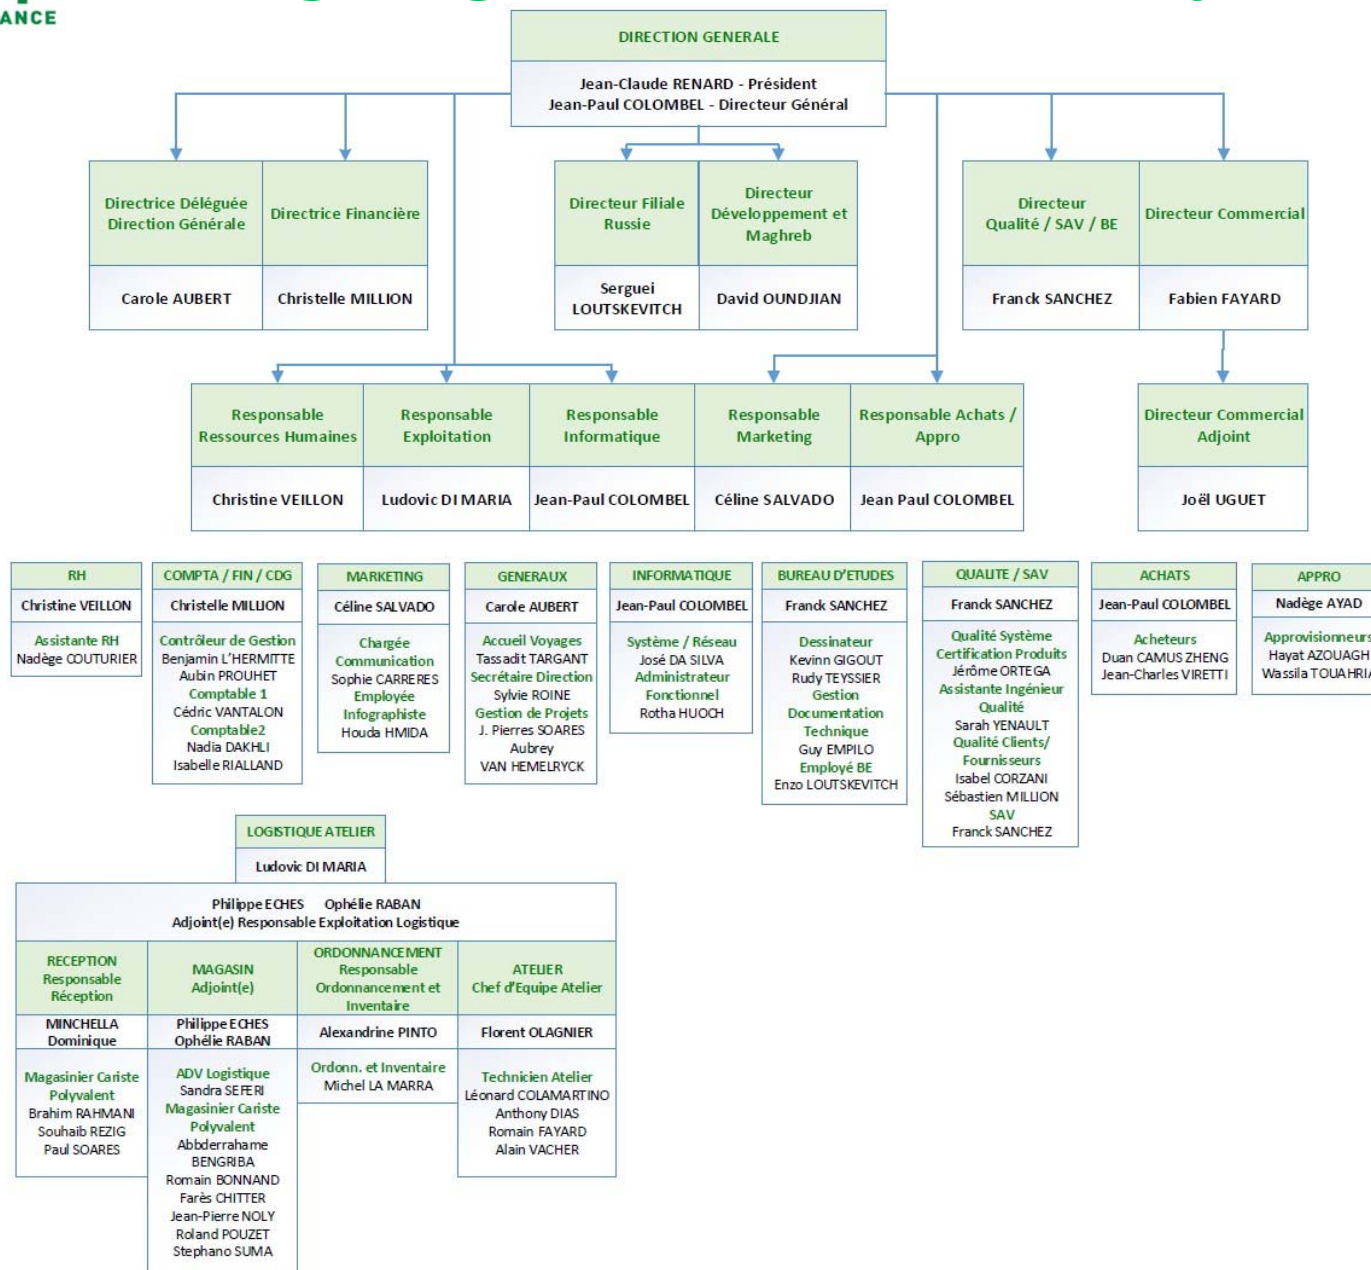 ANCE
DIRECTION GENERALE
Jean-Claude RENARD - Président
Jean-Paul COLOMBEL - Directeur Général
Directrice Déléguée
Direction Générale
Carole AUBERT
Directrice Financière
Christelle MILLION
Directeur Filiale
Russie
Serguei
LOUTSKEVITCH
Directeur
Développement et
Maghreb
David OUNDJIAN
Directeur
Qualité / SAV / BE
Franck SANCHEZ
Directeur Commercial
Fabien FAYARD
Responsable
Ressources Humaines
Christine VEILLON
Responsable
Exploitation
Ludovic DI MARIA
Responsable
Informatique
Jean-Paul COLOMBEL
Responsable
Marketing
Céline SALVADO
Responsable Achats /
Appro
Jean Paul COLOMBEL
Directeur Commercial
Adjoint
Joël UGUET
RH
Christine VEILLON
Assistante RH
Nadège COUTURIER
COMPTA / FIN / CDG
Christelle MILLION
Contrôleur de Gestion
Benjamin L'HERMITTE
Aubin PROUHET
Comptable 1
Cédric VANTALON
Comptable2
Nadia DAKHLI
Isabelle RIALLAND
MARKETING
Céline SALVADO
Chargée
Communication
Sophie CARRERES
Employée
Infographiste
Houda HMIDA
GENERAUX
Carole AUBERT
Accueil Voyages
Tassadit TARGANT
Secrétaire Direction
Sylvie ROINE
Gestion de Projets
J. Pierres SOARES
Aubrey
VAN HEMELRYCK
INFORMATIQUE
Jean-Paul COLOMBEL
Système / Réseau
José DA SILVA
Administrateur
Fonctionnel
Rotha HUOCH
BUREAU D'ETUDES
Franck SANCHEZ
Dessinateur
Kevinn GIGOUT
Rudy TEYSSIER
Gestion
Documentation
Technique
Guy EMPILO
Employé BE
Enzo LOUTSKEVITCH
QUALITE / SAV
Franck SANCHEZ
Qualité Système
Certification Produits
Jérôme ORTEGA
Assistante Ingénieur
Qualité
Sarah YENAULT
Qualité Clients/
Fournisseurs
Isabel CORZANI
Sébastien MILLION
SAV
Franck SANCHEZ
ACHATS
Jean-Paul COLOMBEL
Acheteurs
Duan CAMUS ZHENG
Jean-Charles VIRETTI
APPRO
Nadège AYAD
Approvisionneurs
Hayat AZOUAGH
Wassila TOUAHRIA
LOGISTIQUE ATELIER
Ludovic DI MARIA
Philippe ECHES Ophélie RABAN
Adjoint(e) Responsable Exploitation Logistique
RECEPTION
Responsable
Réception
MINCHELLA
Dominique
Magasinier Cariste
Polyvalent
Brahim RAHMANI
Souhaib REZIG
Paul SOARES
MAGASIN
Adjoint(e)
Philippe ECHES
Ophélie RABAN
ADV Logistique
Sandra SEFERI
Magasinier Cariste
Polyvalent
Abbderrahame
BENGRIBA
Romain BONNAND
Farès CHITTER
Jean-Pierre NOLY
Roland POUZET
Stephano SUMA
ORDONNANCEMENT
Responsable
Ordonnancement et
Inventaire
Alexandrine PINTO
Ordonn. et Inventaire
Michel LA MARRA
ATELIER
Chef d'Equipe Atelier
Florent OLAGNIER
Technicien Atelier
Léonard COLAMARTINO
Anthony DIAS
Romain FAYARD
Alain VACHER